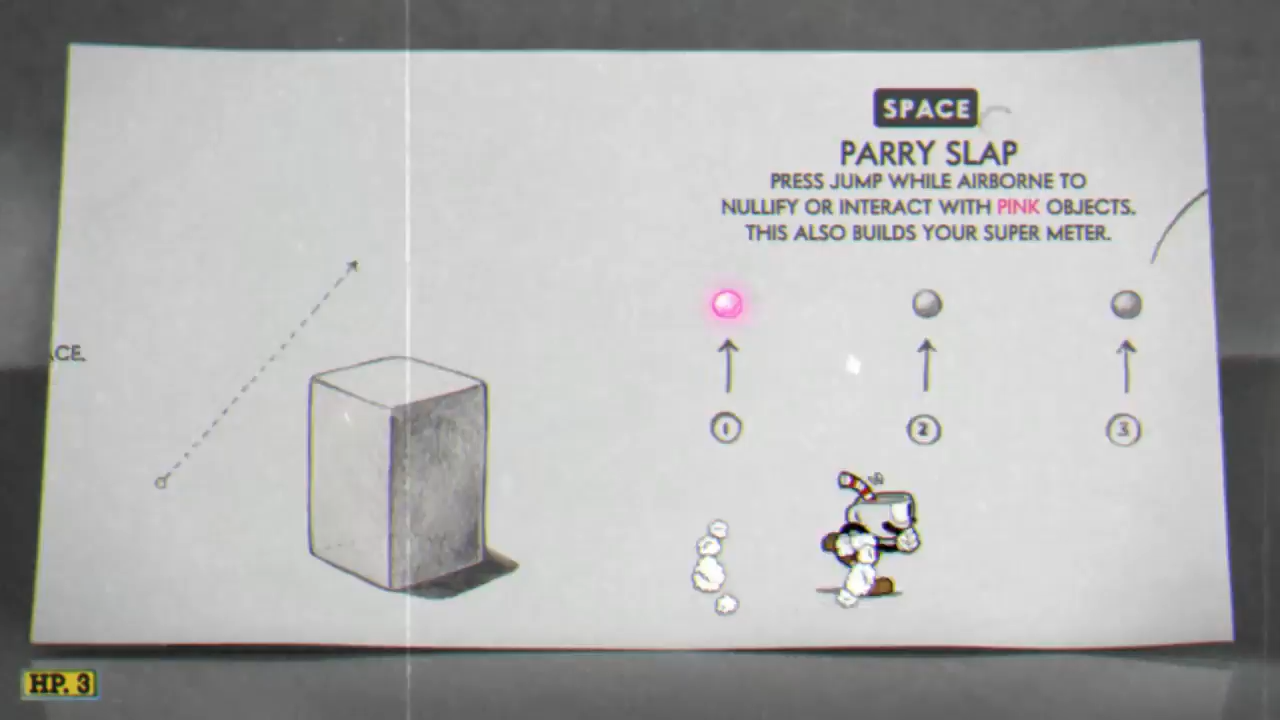 SPACE
PARRY SLAP
PRESS JUMP WHILE AIRBORNE TO
NULLIFY OR INTERACT WITH PINK OBJECTS.
THIS ALSO BUILDS YOUR SUPER METER.
CE.
1 2 3
HP. 3